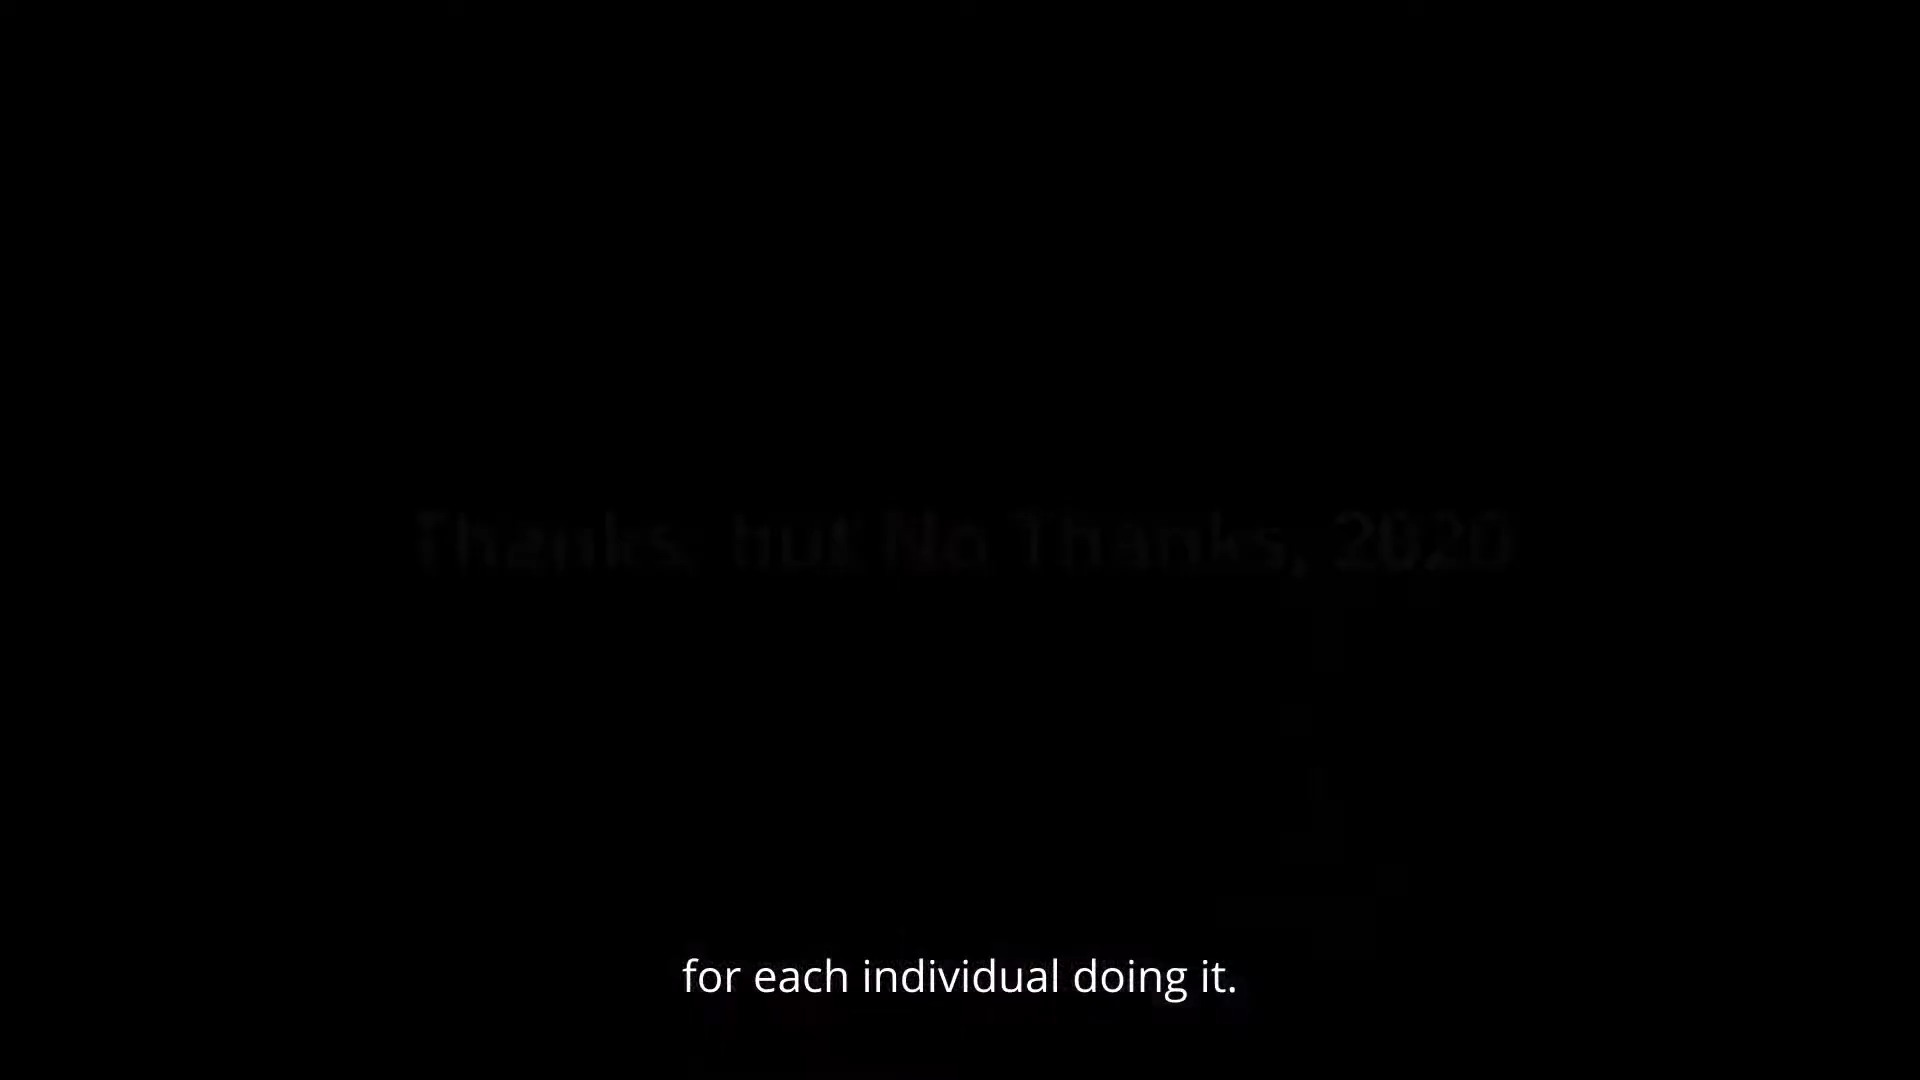 Thanks, but No Thanks, 2020
for each individual doing it.